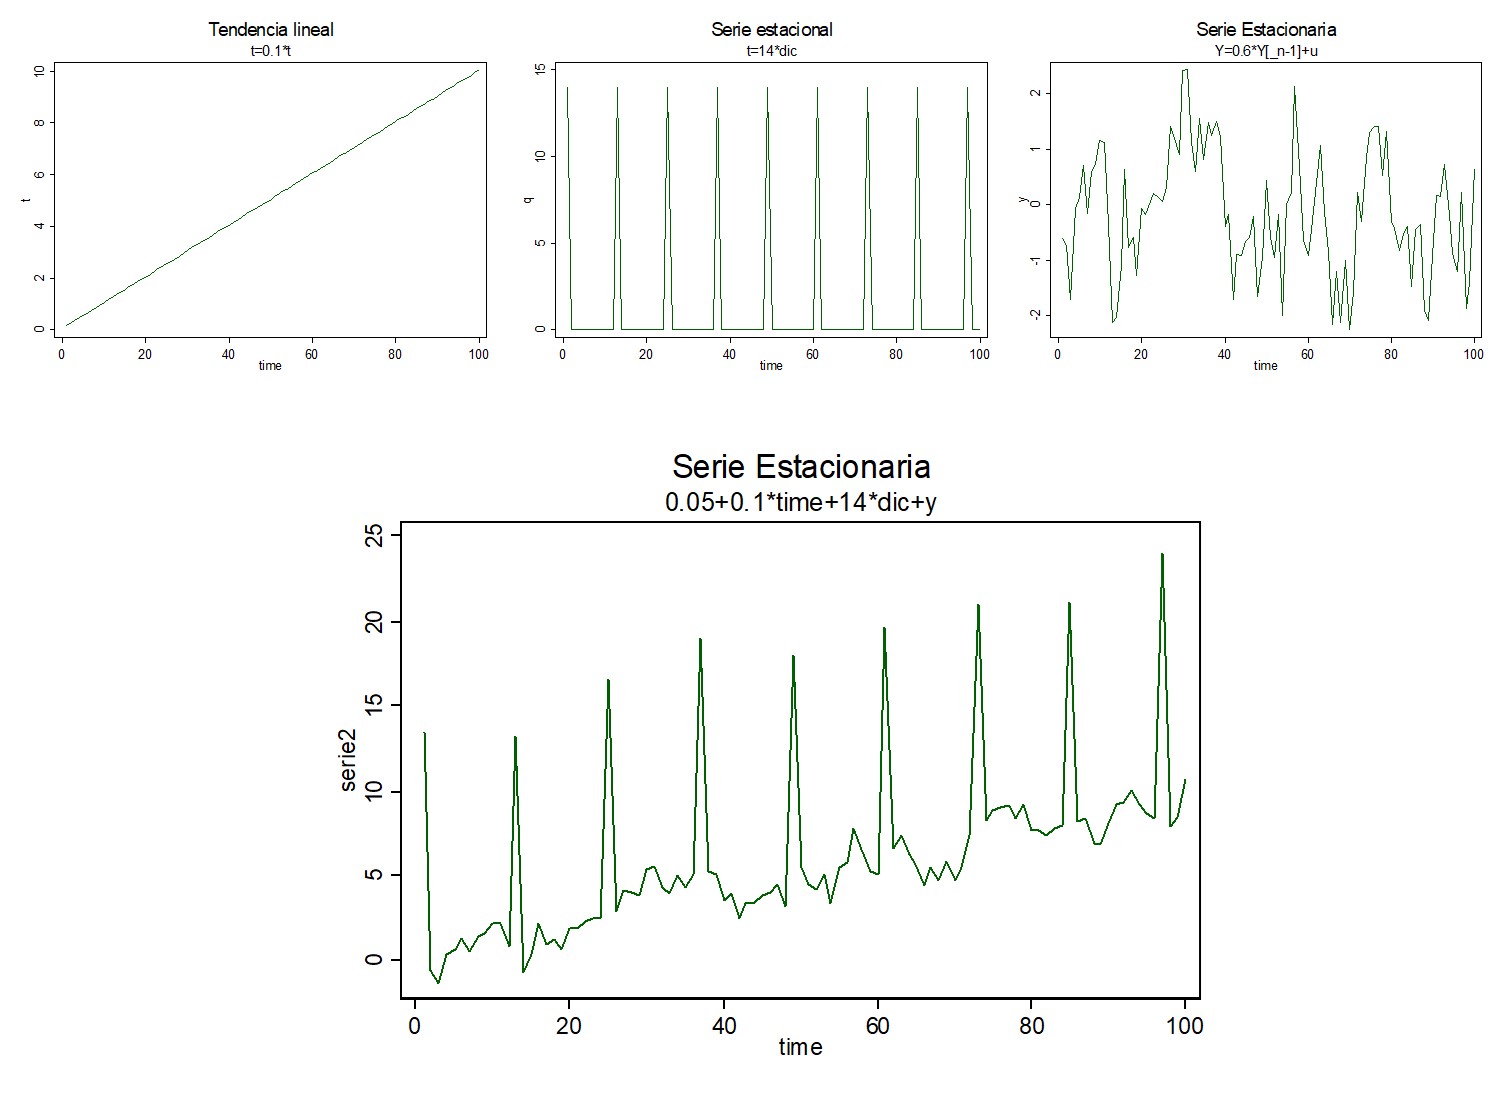 Tendencia lineal
t=0.1*t
t
0 2 4 6 8 10
0 20 40 60 80 100
time
Serie estacional
t=14*dic
q
0 5 10 15
0 20 40 60 80 100
time
Serie Estacionaria
Y=0.6*Y[_n-1]+u
y
-2 -1 0 1 2
0 20 40 60 80 100
time
Serie Estacionaria
0.05+0.1*time+14*dic+y
serie2
0 5 10 15 20 25
0 20 40 60 80 100
time